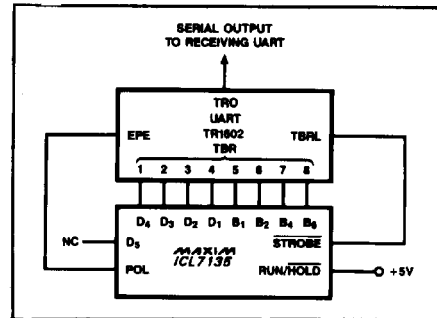 SERIAL OUTPUT
TO RECEIVING UART
TRO
EPE UART TBRL
TR1602
TBR
1 2 3 4 5 6 7 8
D4 D3 D2 D1 B1 B2 B4 B8
NC D5 MAXIM STROBE
POL ICL7135 RUN/HOLD +5V